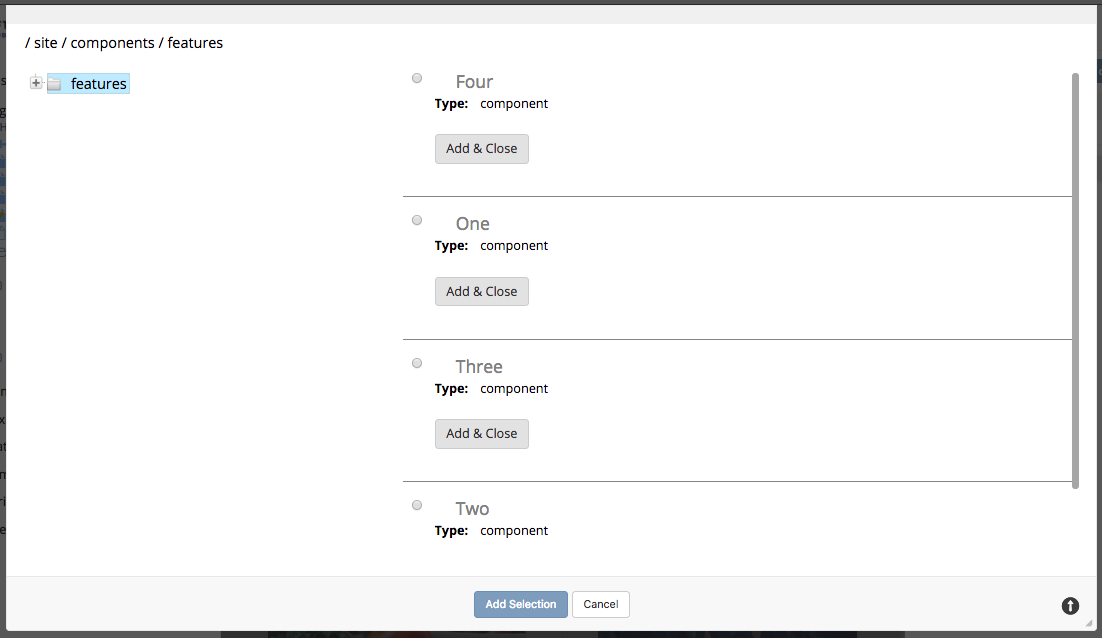 / site / components / features
features
Four
Type: component
Add & Close
One
Type: component
Add & Close
Three
Type: component
Add & Close
Two
Type: component
Add Selection Cancel